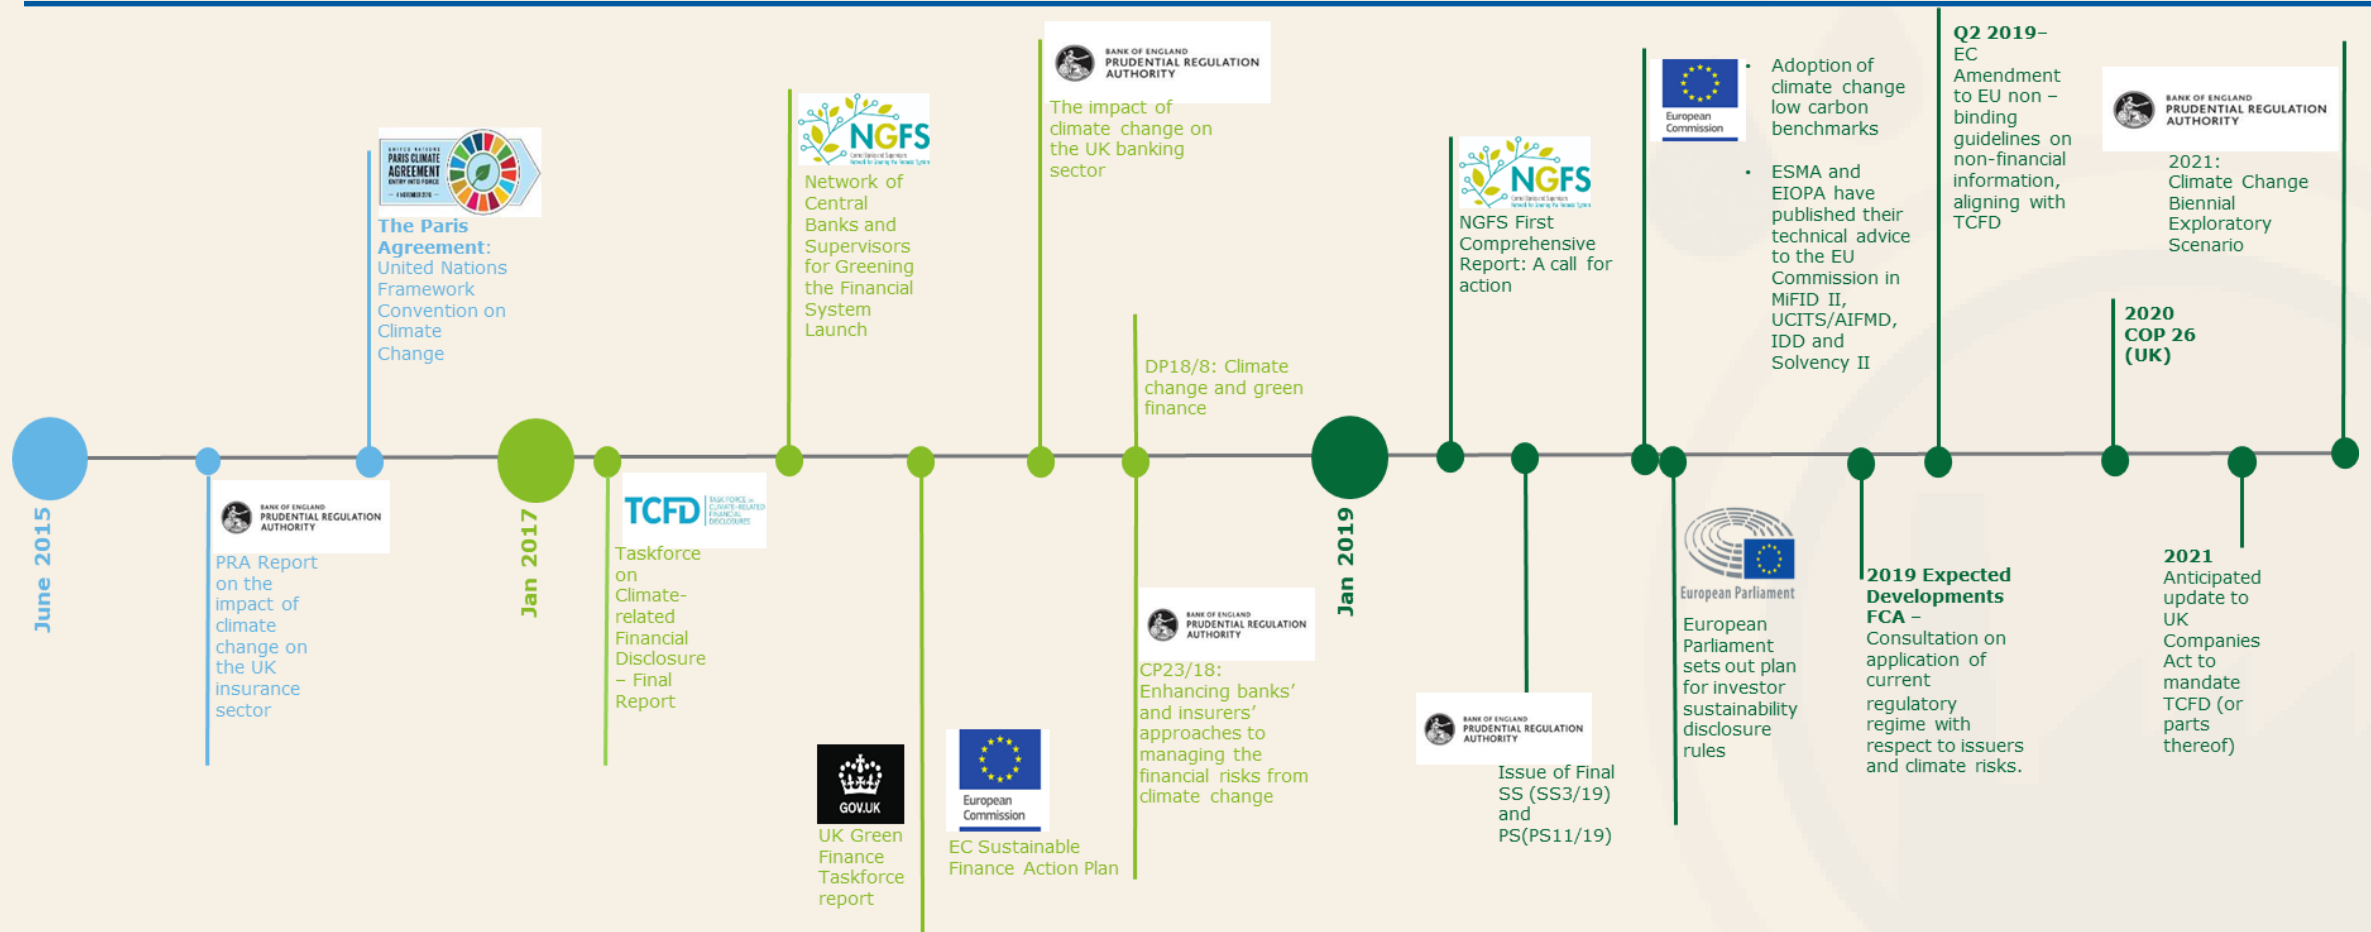 June 2015
BANK OF ENGLAND
PRUDENTIAL REGULATION
AUTHORITY
PRA Report
on the
impact of
climate
change on
the UK
insurance
sector
UNITED NATIONS
PARIS CLIMATE
AGREEMENT
ENTRY INTO FORCE
The Paris
Agreement:
United Nations
Framework
Convention on
Climate
Change
Jan 2017
TCFD
TASK FORCE on
CLIMATE-RELATED
FINANCIAL
DISCLOSURES
Taskforce
on
Climate-
related
Financial
Disclosure
– Final
Report
NGFS
Network of
Central
Banks and
Supervisors
for Greening
the Financial
System
Launch
GOV.UK
UK Green
Finance
Taskforce
report
European
Commission
EC Sustainable
Finance Action Plan
BANK OF ENGLAND
PRUDENTIAL REGULATION
AUTHORITY
The impact of
climate change on
the UK banking
sector
DP18/8: Climate
change and green
finance
BANK OF ENGLAND
PRUDENTIAL REGULATION
AUTHORITY
CP23/18:
Enhancing banks’
and insurers’
approaches to
managing the
financial risks from
climate change
Jan 2019
NGFS
NGFS First
Comprehensive
Report: A call for
action
BANK OF ENGLAND
PRUDENTIAL REGULATION
AUTHORITY
Issue of Final
SS (SS3/19)
and
PS(PS11/19)
European
Commission
• Adoption of
climate change
low carbon
benchmarks
• ESMA and
EIOPA have
published their
technical advice
to the EU
Commission in
MiFID II,
UCITS/AIFMD,
IDD and
Solvency II
European Parliament
European
Parliament
sets out plan
for investor
sustainability
disclosure
rules
2019 Expected
Developments
FCA –
Consultation on
application of
current
regulatory
regime with
respect to issuers
and climate risks.
Q2 2019–
EC
Amendment
to EU non –
binding
guidelines on
non-financial
information,
aligning with
TCFD
2020
COP 26
(UK)
2021
Anticipated
update to
UK
Companies
Act to
mandate
TCFD (or
parts
thereof)
BANK OF ENGLAND
PRUDENTIAL REGULATION
AUTHORITY
2021:
Climate Change
Biennial
Exploratory
Scenario